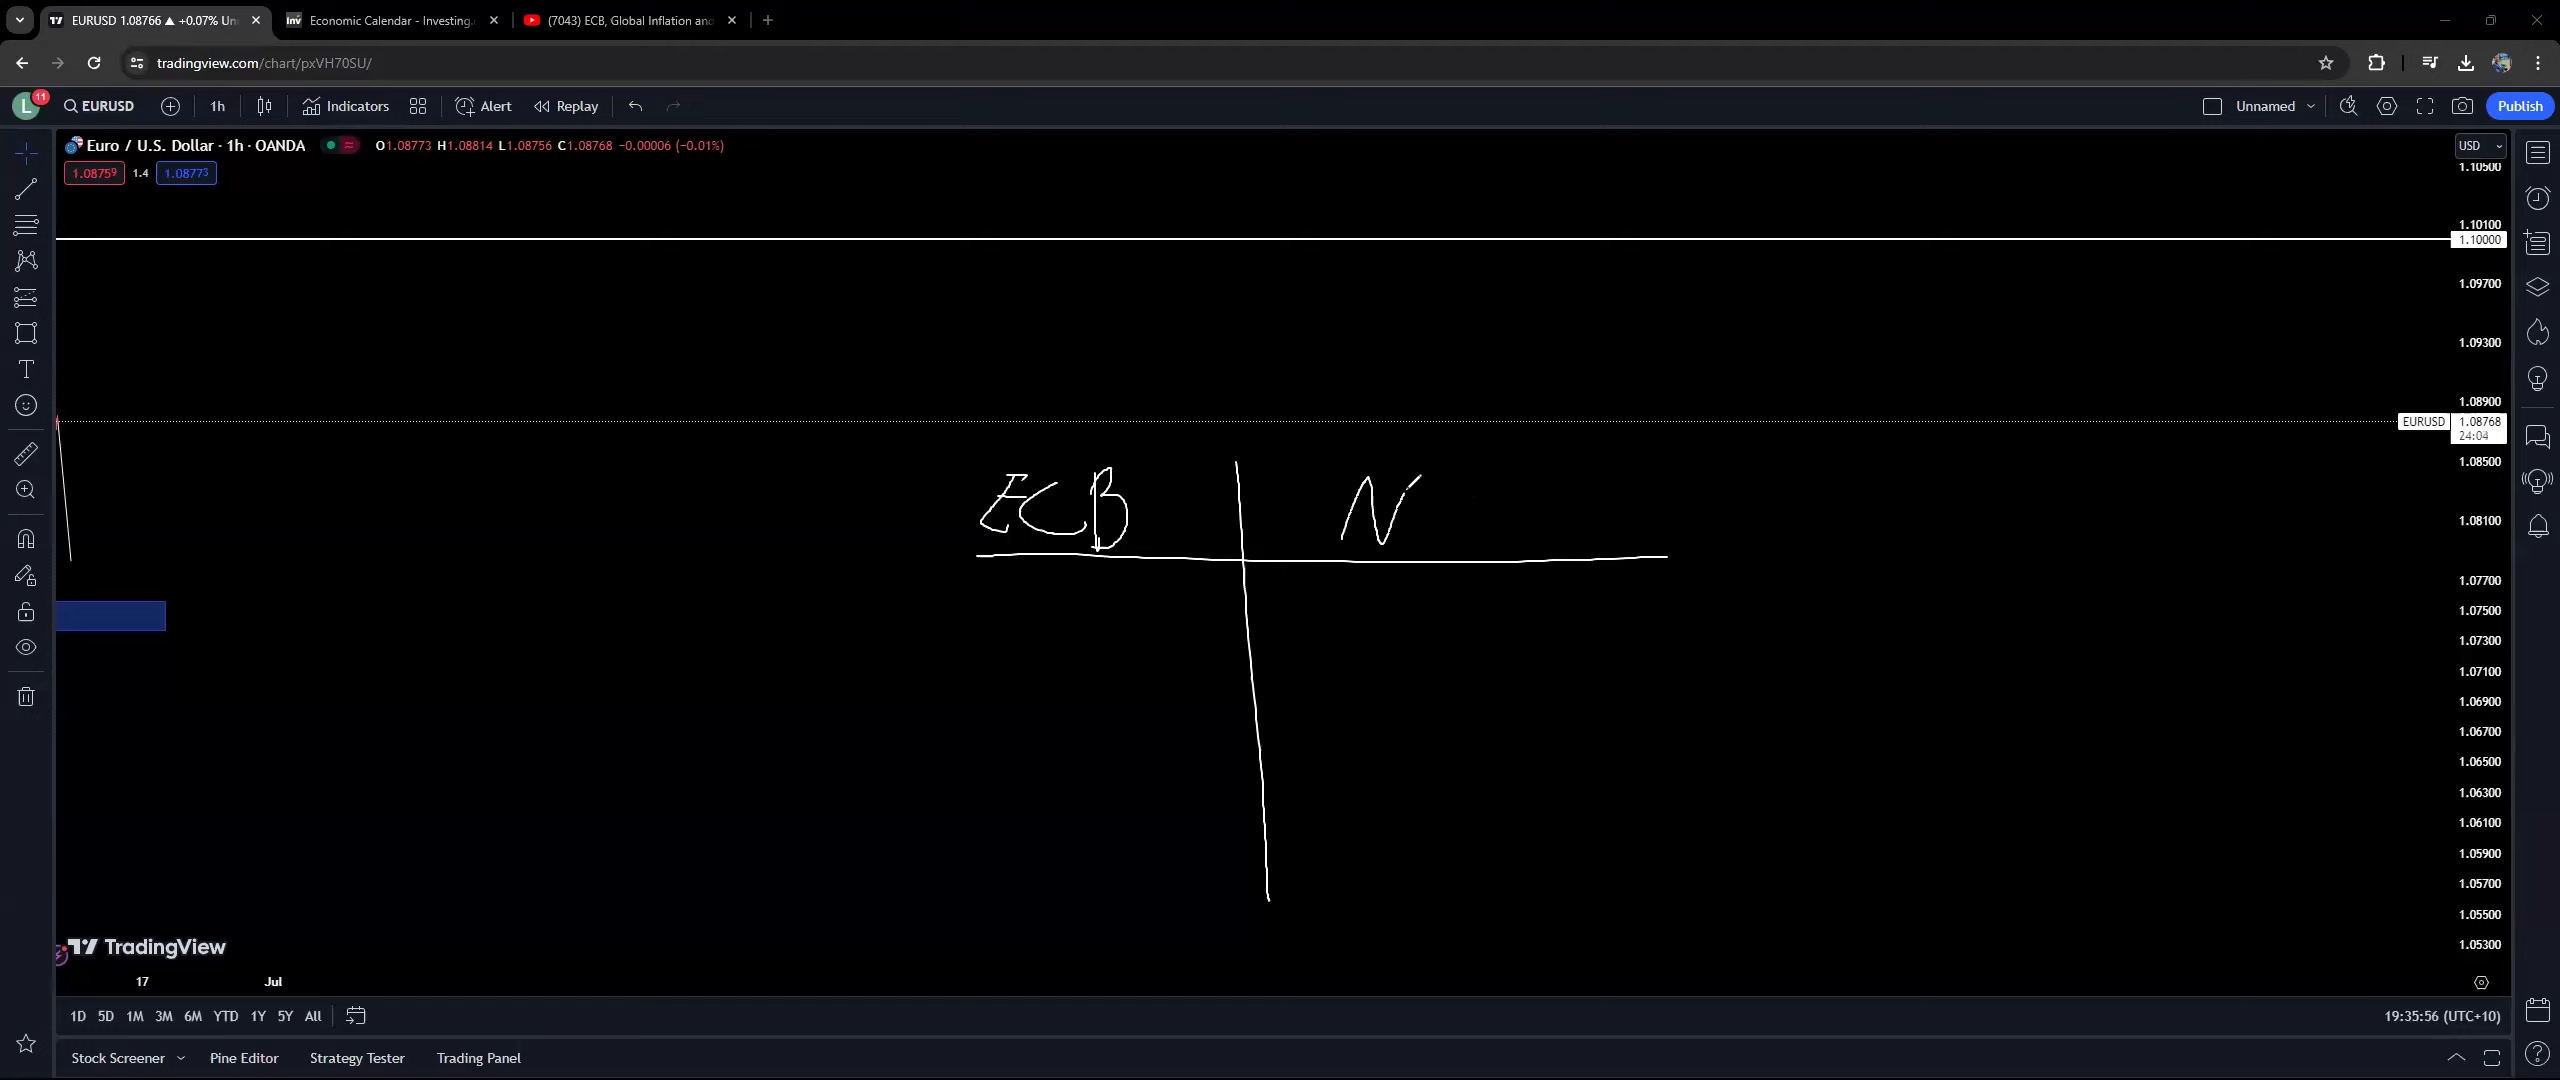 EURUSD 1.08766 ▲ +0.07% Un
Economic Calendar - Investing.
(7043) ECB, Global Inflation and
tradingview.com/chart/pxVH70SU/
L 11 EURUSD 1h Indicators Alert Replay Unnamed Publish
Euro / U.S. Dollar · 1h · OANDA O1.08773 H1.08814 L1.08756 C1.08768 −0.00006 (−0.01%) USD
1.08759 1.4 1.08773
1.10500
1.10100
1.10000
1.09700
1.09300
1.08900
EURUSD 1.08768
24:04
1.08500
ECB N
1.08100
1.07700
1.07500
1.07300
1.07100
1.06900
1.06700
1.06500
1.06300
1.06100
1.05900
1.05700
1.05500
1.05300
TradingView
17 Jul
1D 5D 1M 3M 6M YTD 1Y 5Y All 19:35:56 (UTC+10)
Stock Screener Pine Editor Strategy Tester Trading Panel